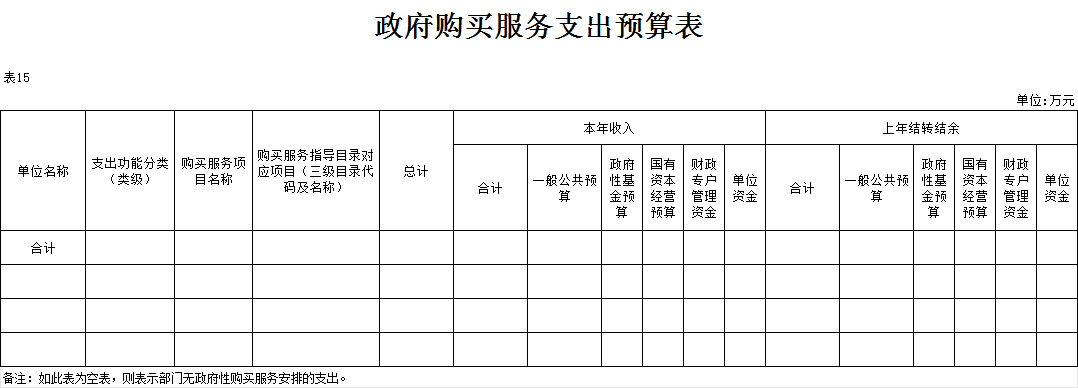 政府购买服务支出预算表
表15
单位:万元
单位名称
支出功能分类
（类级）
购买服务项
目名称
购买服务指导目录对
应项目（三级目录代
码及名称）
总计
本年收入
上年结转结余
合计
一般公共预
算
政府
性基
金预
算
国有
资本
经营
预算
财政
专户
管理
资金
单位
资金
合计
一般公共预
算
政府
性基
金预
算
国有
资本
经营
预算
财政
专户
管理
资金
单位
资金
合计
备注：如此表为空表，则表示部门无政府性购买服务安排的支出。